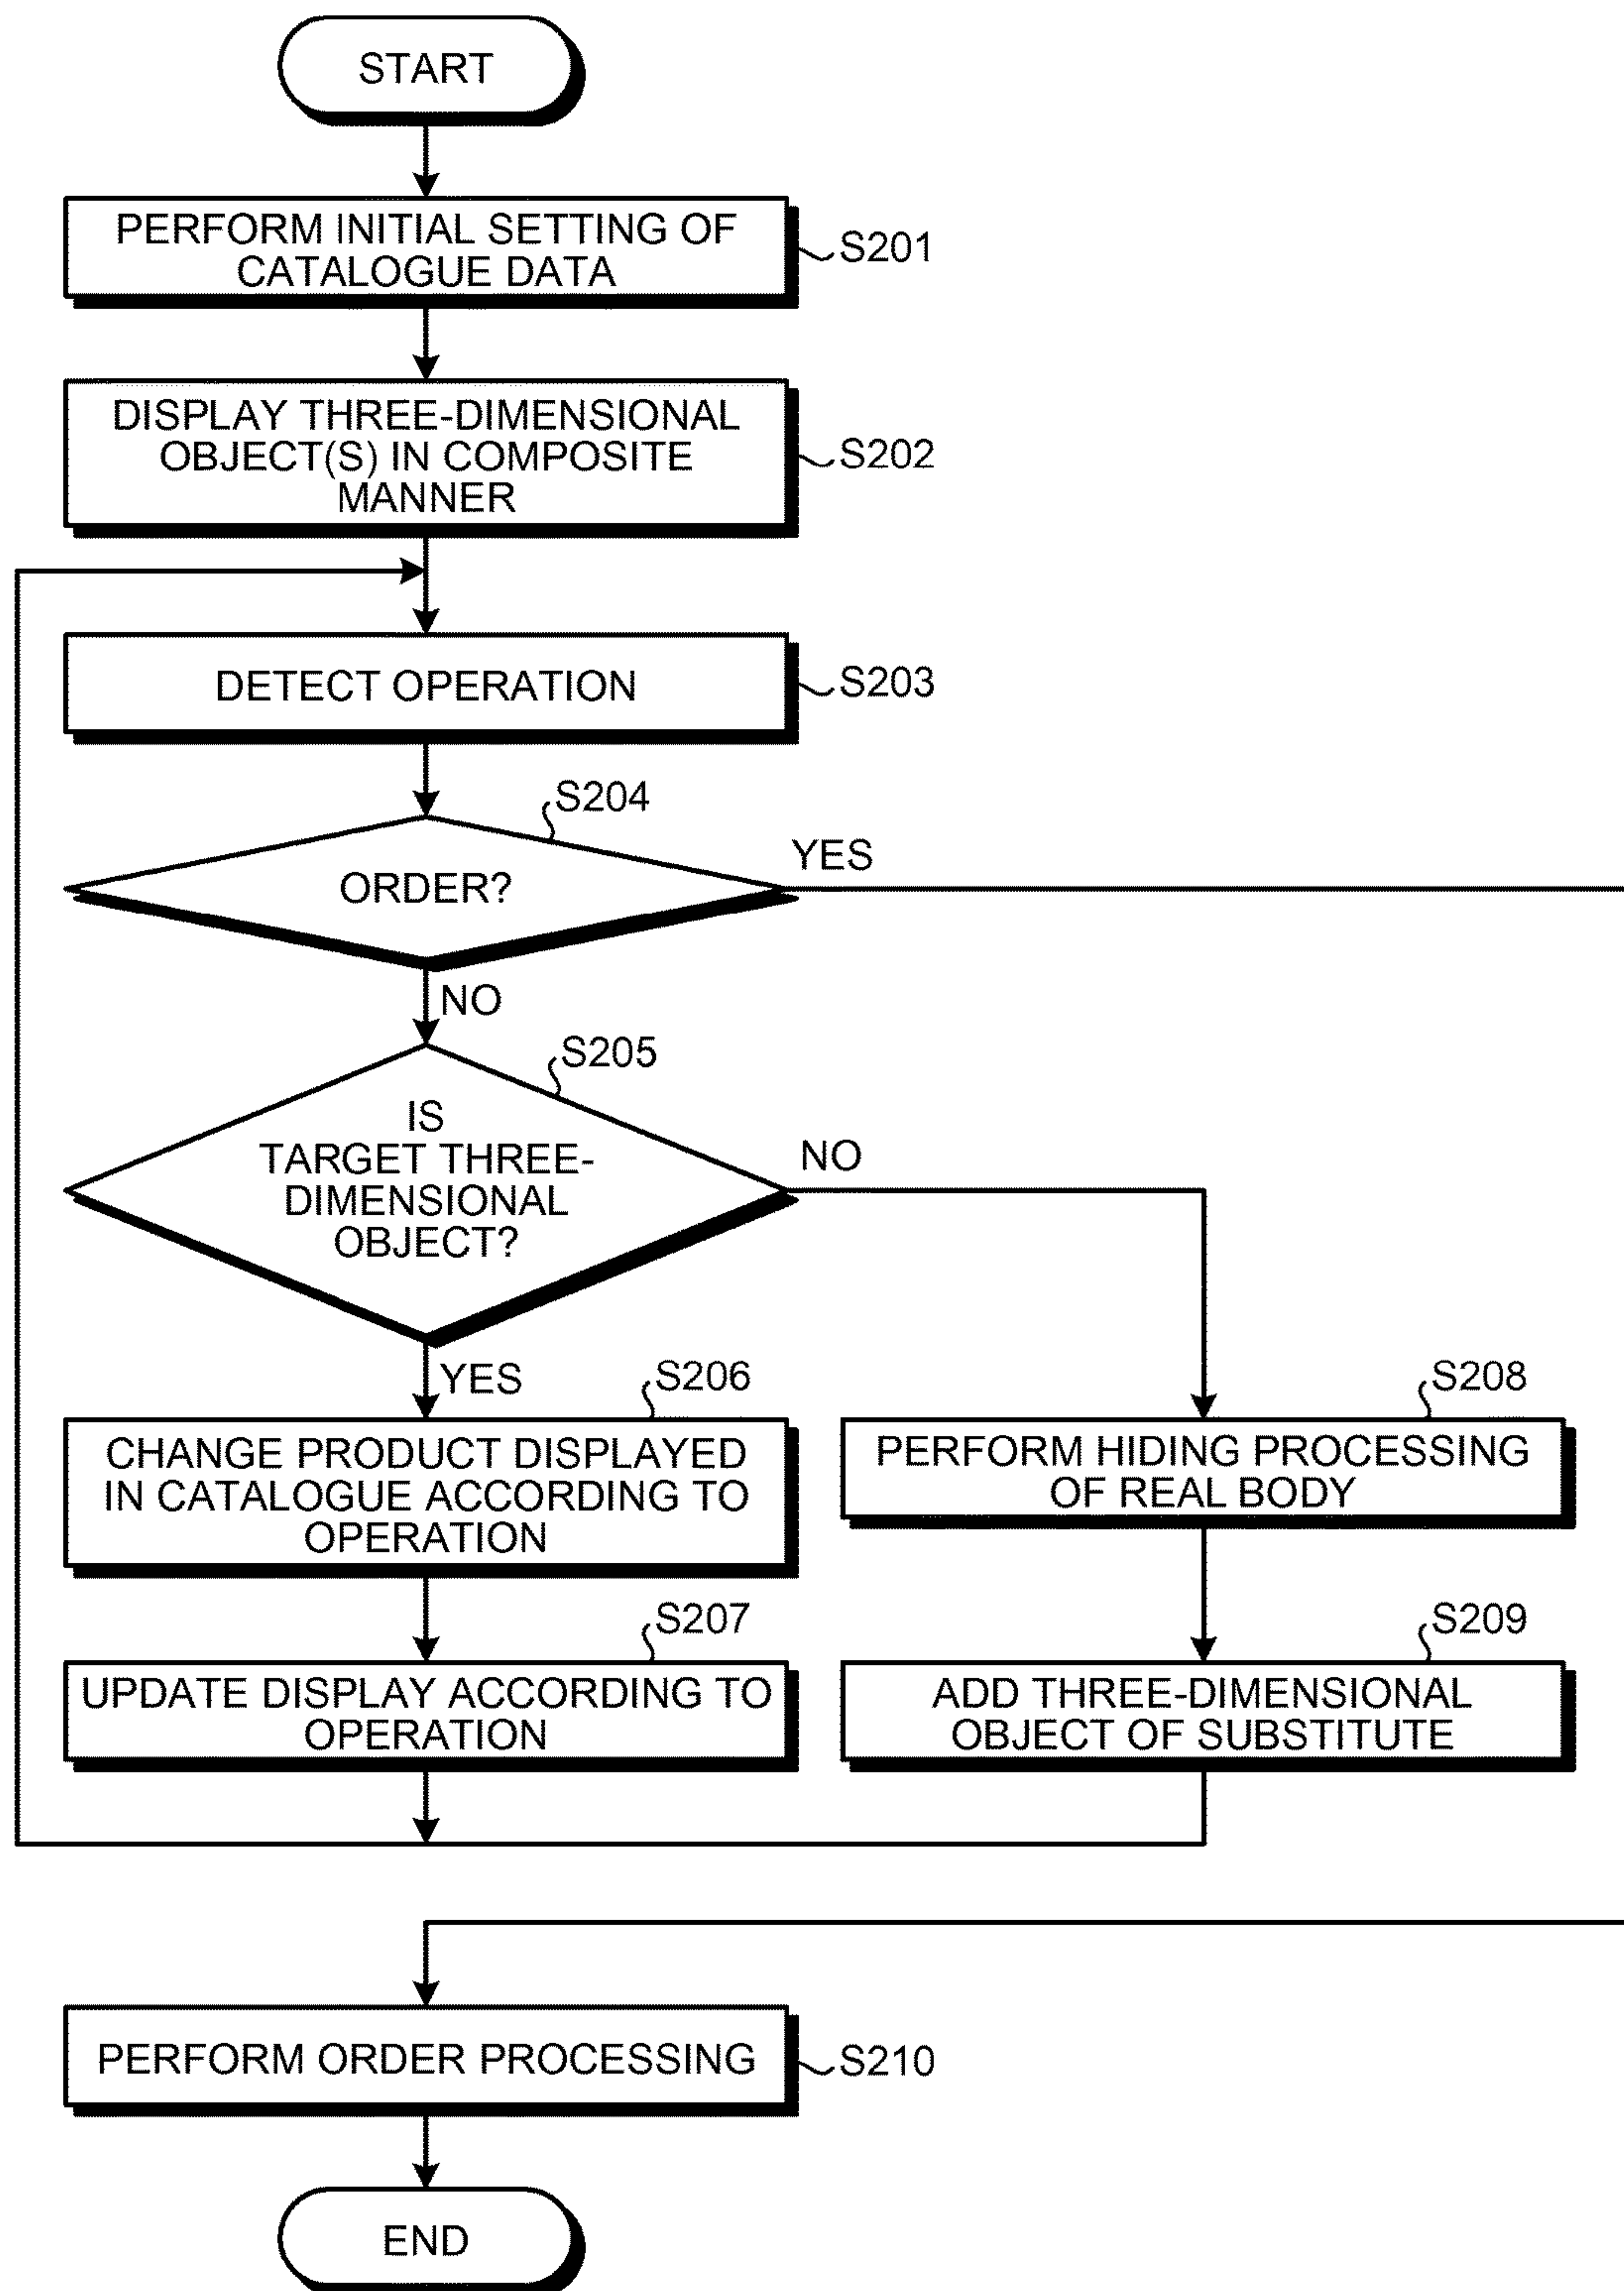 START
PERFORM INITIAL SETTING OF
CATALOGUE DATA
S201
DISPLAY THREE-DIMENSIONAL
OBJECT(S) IN COMPOSITE
MANNER
S202
DETECT OPERATION
S203
S204
ORDER?
YES
NO
S205
IS
TARGET THREE-
DIMENSIONAL
OBJECT?
NO
YES
S206
CHANGE PRODUCT DISPLAYED
IN CATALOGUE ACCORDING TO
OPERATION
S208
PERFORM HIDING PROCESSING
OF REAL BODY
S207
UPDATE DISPLAY ACCORDING TO
OPERATION
S209
ADD THREE-DIMENSIONAL
OBJECT OF SUBSTITUTE
PERFORM ORDER PROCESSING
S210
END